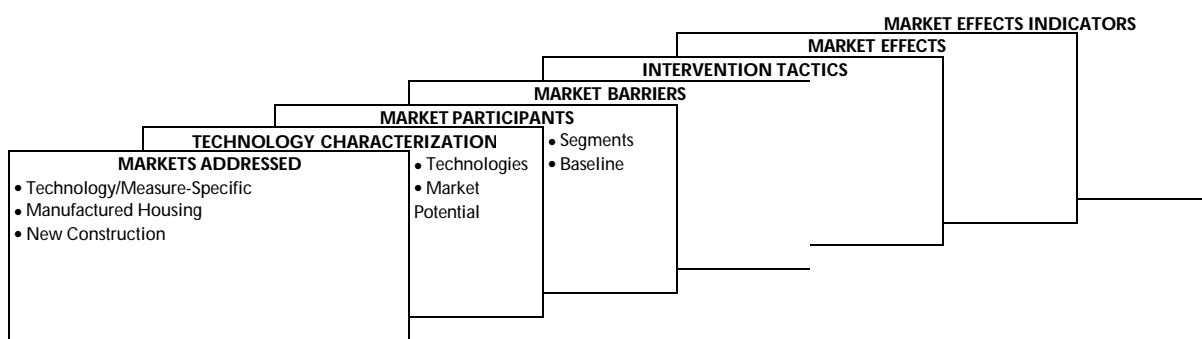 MARKET EFFECTS INDICATORS
MARKET EFFECTS
INTERVENTION TACTICS
MARKET BARRIERS
MARKET PARTICIPANTS
• Segments
• Baseline
TECHNOLOGY CHARACTERIZATION
• Technologies
• Market
Potential
MARKETS ADDRESSED
• Technology/Measure-Specific
• Manufactured Housing
• New Construction